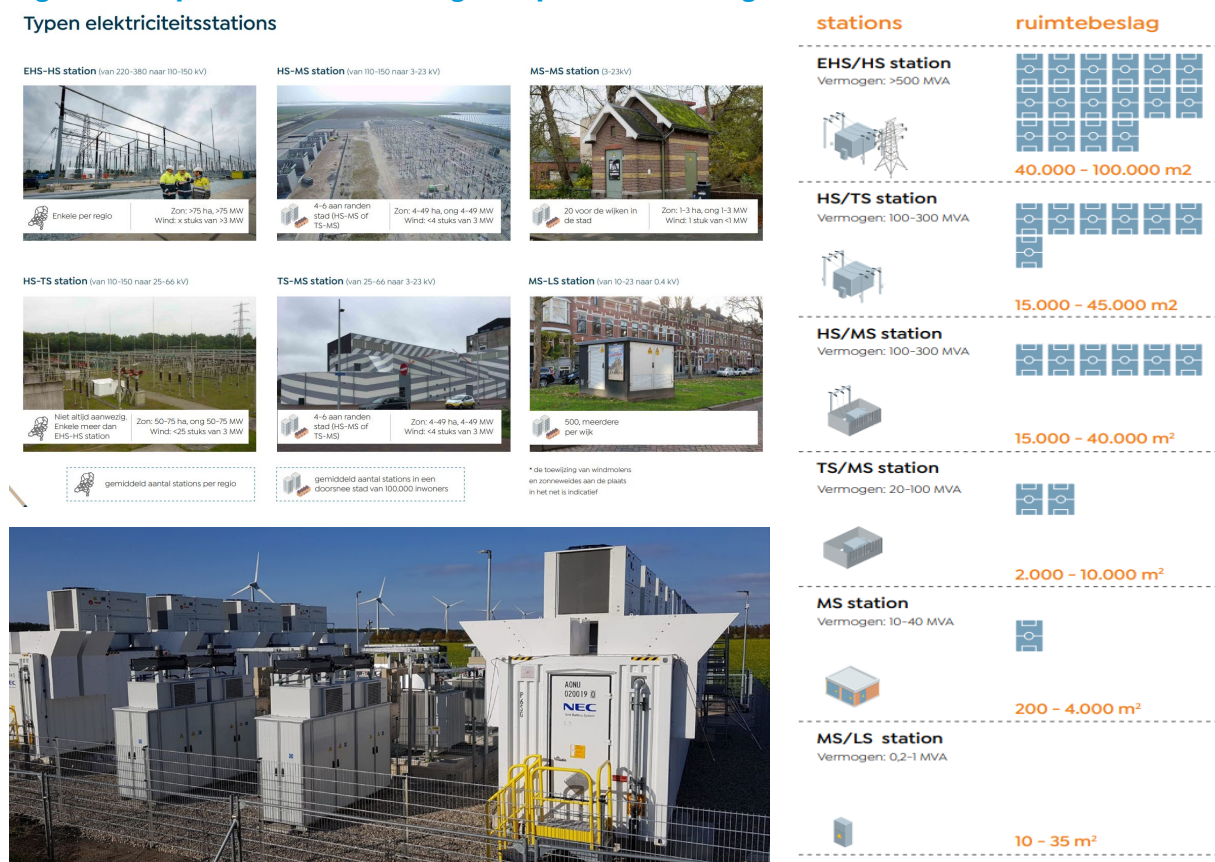 Typen elektriciteitsstations
EHS-HS station (van 220-380 naar 110-150 kV)
Enkele per regio
Zon: >75 ha, >75 MW
Wind: x stuks van >3 MW
HS-MS station (van 110-150 naar 3-23 kV)
4-6 aan randen
stad (HS-MS of
TS-MS)
Zon: 4-49 ha, ong 4-49 MW
Wind: <4 stuks van 3 MW
MS-MS station (3-23kV)
20 voor de wijken in
de stad
Zon: 1-3 ha, ong 1-3 MW
Wind: 1 stuk van <1 MW
HS-TS station (van 110-150 naar 25-66 kV)
Niet altijd aanwezig.
Enkele meer dan
EHS-HS station
Zon: 50-75 ha, ong 50-75 MW
Wind: <25 stuks van 3 MW
TS-MS station (van 25-66 naar 3-23 kV)
4-6 aan randen
stad (HS-MS of
TS-MS)
Zon: 4-49 ha, 4-49 MW
Wind: <4 stuks van 3 MW
MS-LS station (van 10-23 naar 0.4 kV)
500, meerdere
per wijk
gemiddeld aantal stations per regio
gemiddeld aantal stations in een
doorsnee stad van 100.000 inwoners
* de toewijzing van windmolens
en zonneweides aan de plaats
in het net is indicatief
AONU
020019 0
NEC
stations
ruimtebeslag
EHS/HS station
Vermogen: >500 MVA
40.000 - 100.000 m2
HS/TS station
Vermogen: 100-300 MVA
15.000 - 45.000 m2
HS/MS station
Vermogen: 100-300 MVA
15.000 - 40.000 m²
TS/MS station
Vermogen: 20-100 MVA
2.000 - 10.000 m²
MS station
Vermogen: 10-40 MVA
200 - 4.000 m²
MS/LS station
Vermogen: 0,2-1 MVA
10 - 35 m²